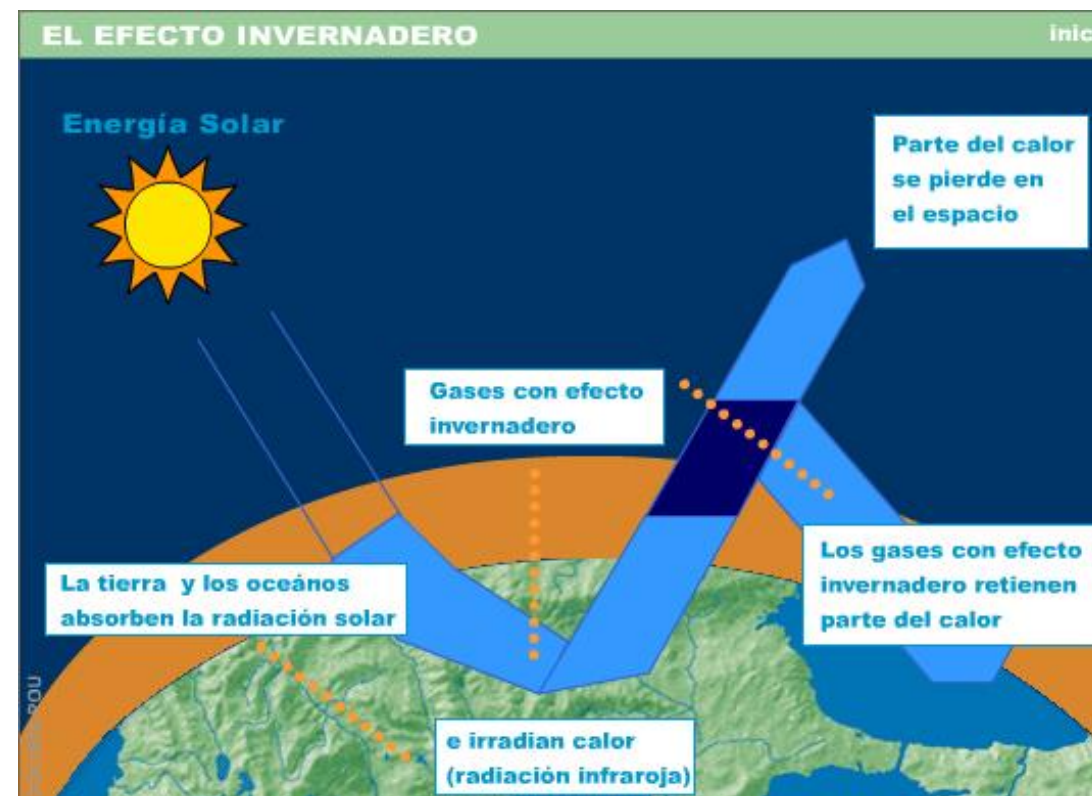 EL EFECTO INVERNADERO
inic
Energía Solar
Parte del calor
se pierde en
el espacio
Gases con efecto
invernadero
Los gases con efecto
invernadero retienen
parte del calor
La tierra y los oceános
absorben la radiación solar
e irradian calor
(radiación infraroja)